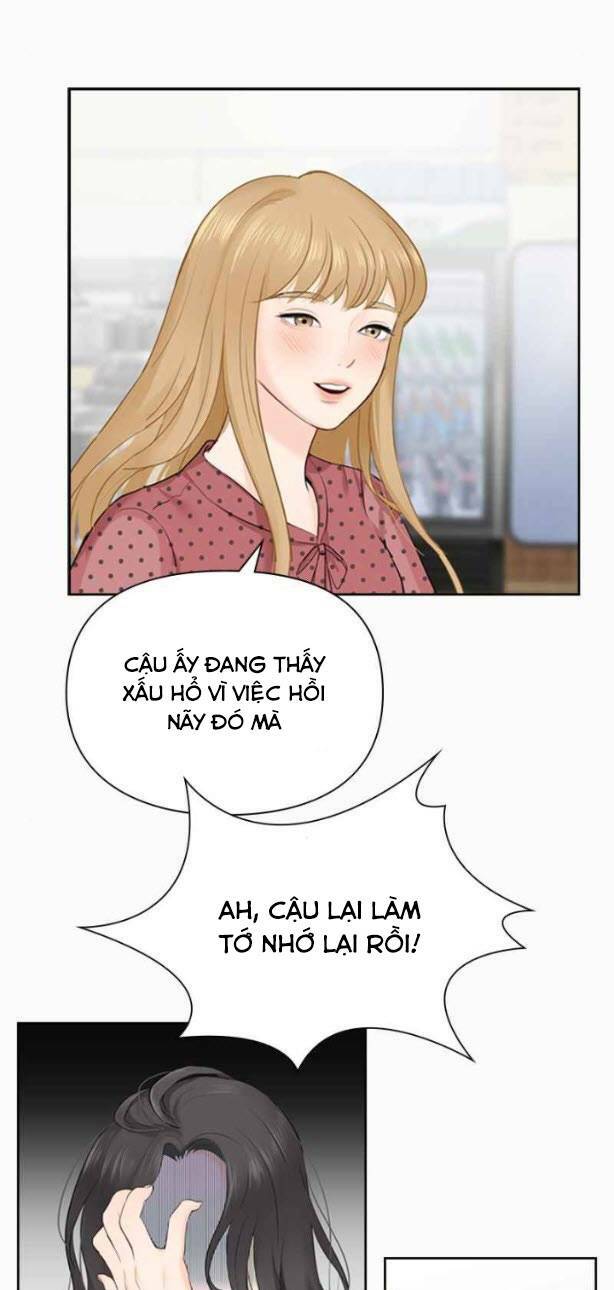 CẬU ẤY ĐANG THẤY
XẤU HỔ VÌ VIỆC HỒI
NÃY ĐÓ MÀ
AH, CẬU LẠI LÀM
TỚ NHỚ LẠI RỒI!